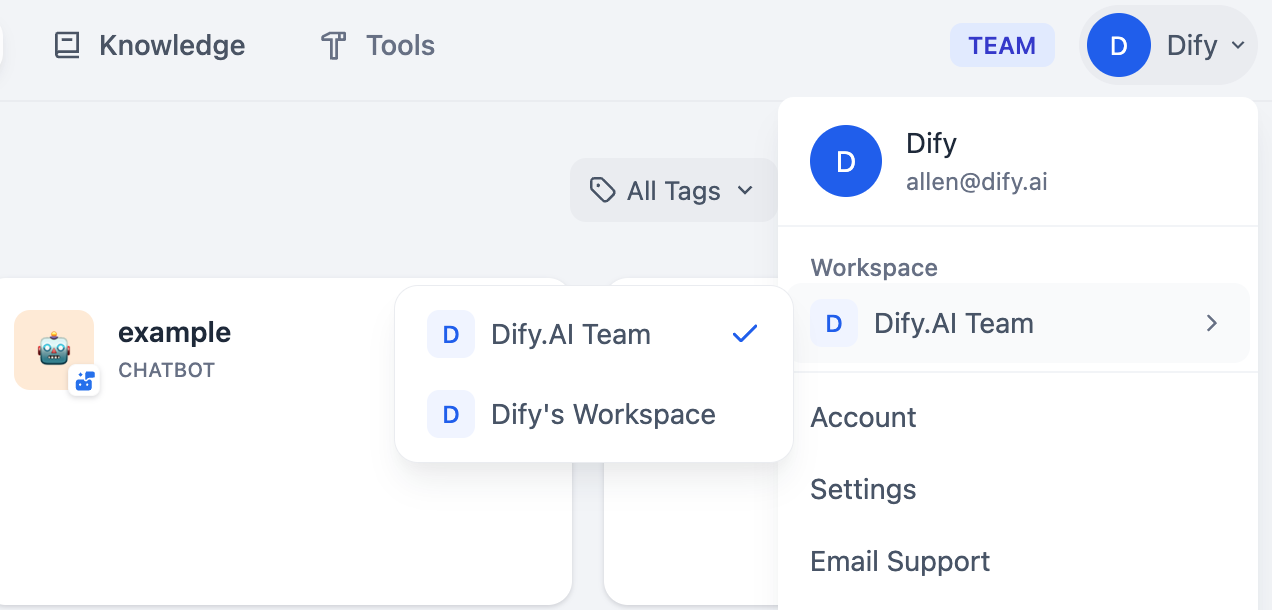 Knowledge
Tools
TEAM
D
Dify
D
Dify
allen@dify.ai
All Tags
Workspace
D
Dify.AI Team
example
CHATBOT
D
Dify.AI Team
D
Dify's Workspace
Account
Settings
Email Support